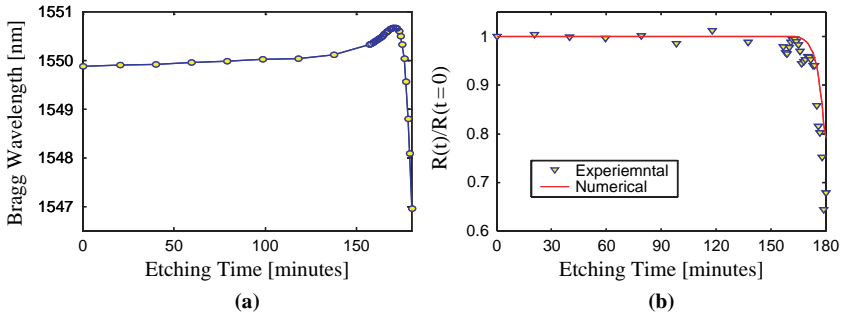 1551
1550
1549
1548
1547
Bragg Wavelength [nm]
0
50
100
150
Etching Time [minutes]
(a)
1
0.9
0.8
0.7
0.6
R(t)/R(t=0)
Experiemntal
Numerical
0
30
60
90
120
150
180
Etching Time [minutes]
(b)